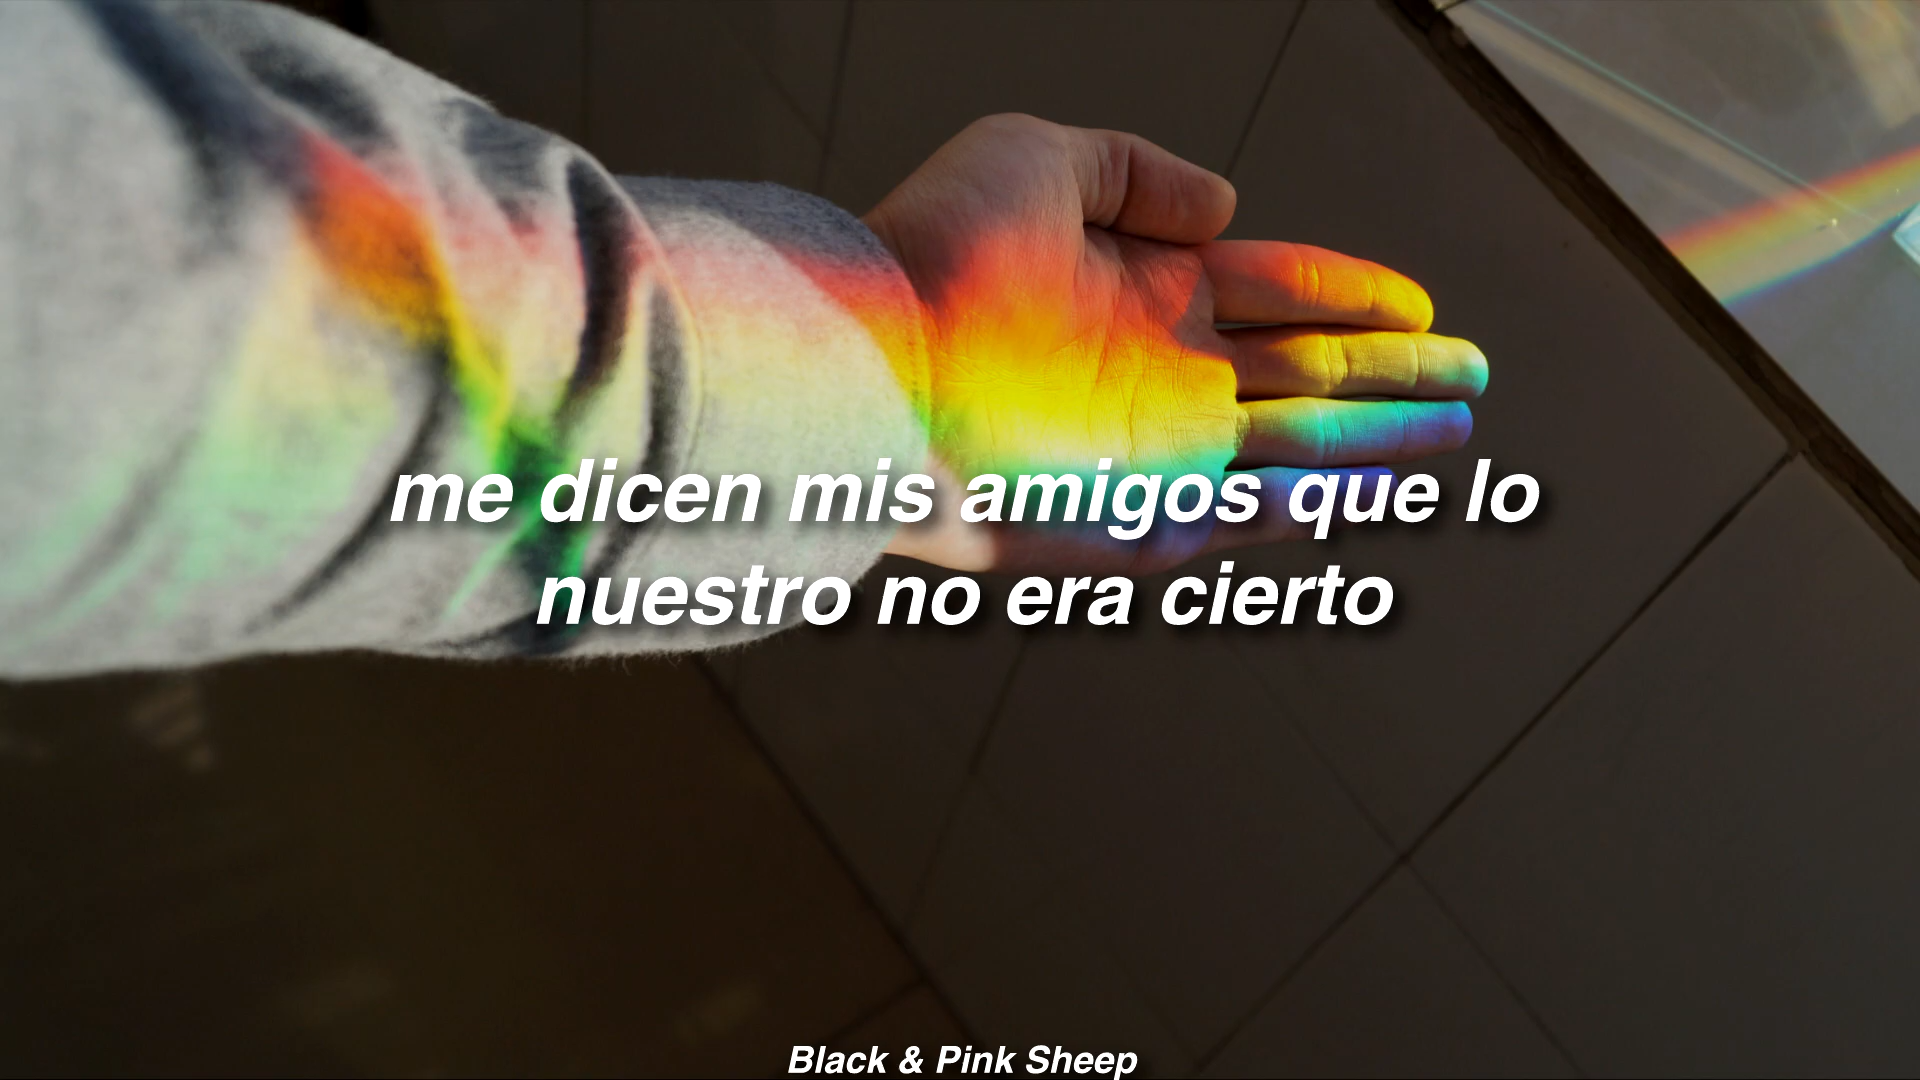 me dicen mis amigos que lo
nuestro no era cierto
Black & Pink Sheep